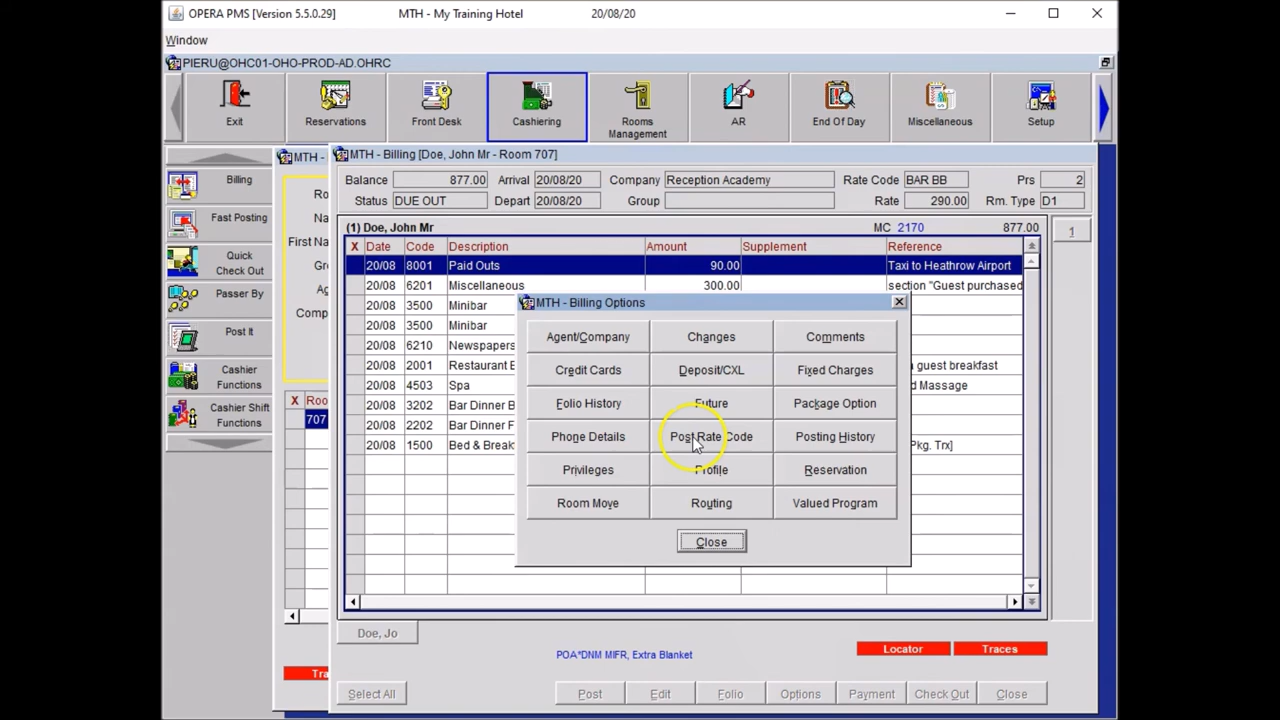 OPERA PMS [Version 5.5.0.29] MTH - My Training Hotel 20/08/20
Window
PIERU@OHC01-OHO-PROD-AD.OHRC
Exit Reservations Front Desk Cashiering Rooms Management AR End Of Day Miscellaneous Setup
Billing
Fast Posting
Quick
Check Out
Passer By
Post It
Cashier
Functions
Cashier Shift
Functions
MTH -
Ro
Na
First Na
Gr
Ag
Comp
X Roo
707
Tra
MTH - Billing [Doe, John Mr - Room 707]
Balance 877.00 Arrival 20/08/20 Company Reception Academy Rate Code BAR BB Prs 2
Status DUE OUT Depart 20/08/20 Group Rate 290.00 Rm. Type D1
(1) Doe, John Mr MC 2170 877.00 1
X Date Code Description Amount Supplement Reference
20/08 8001 Paid Outs 90.00 Taxi to Heathrow Airport
20/08 6201 Miscellaneous 300.00 section "Guest purchased
20/08 3500 Minibar
20/08 3500 Minibar
20/08 6210 Newspapers
20/08 2001 Restaurant B guest breakfast
20/08 4503 Spa d Massage
20/08 3202 Bar Dinner B
20/08 2202 Bar Dinner F
20/08 1500 Bed & Break Pkg. Trx]
MTH - Billing Options
Agent/Company Changes Comments
Credit Cards Deposit/CXL Fixed Charges
Folio History Future Package Option
Phone Details Post Rate Code Posting History
Privileges Profile Reservation
Room Move Routing Valued Program
Close
Doe, Jo
POA*DNM MIFR, Extra Blanket
Locator Traces
Select All Post Edit Folio Options Payment Check Out Close